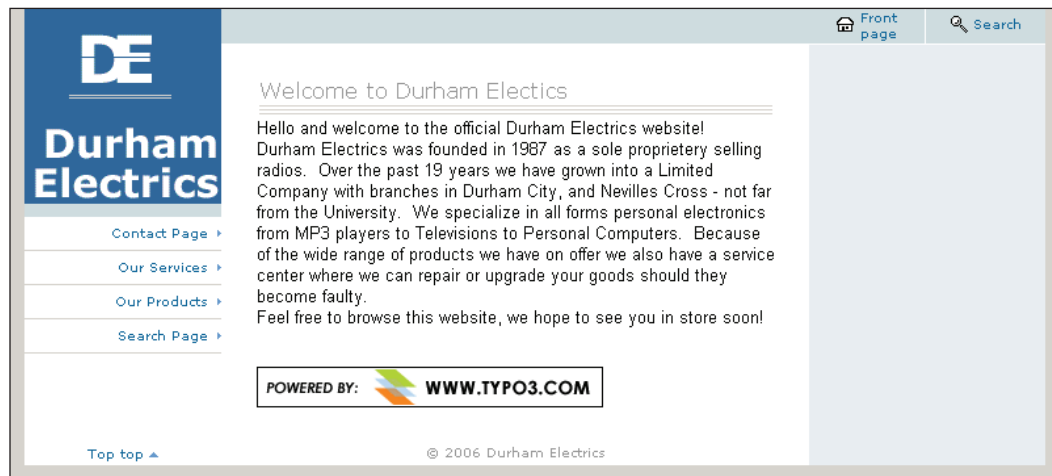 DE
Durham
Electrics
Front
page
Search
Contact Page
Our Services
Our Products
Search Page
Welcome to Durham Electics
Hello and welcome to the official Durham Electrics website!
Durham Electrics was founded in 1987 as a sole proprietery selling
radios. Over the past 19 years we have grown into a Limited
Company with branches in Durham City, and Nevilles Cross - not far
from the University. We specialize in all forms personal electronics
from MP3 players to Televisions to Personal Computers. Because
of the wide range of products we have on offer we also have a service
center where we can repair or upgrade your goods should they
become faulty.
Feel free to browse this website, we hope to see you in store soon!
POWERED BY: WWW.TYPO3.COM
Top top
© 2006 Durham Electrics